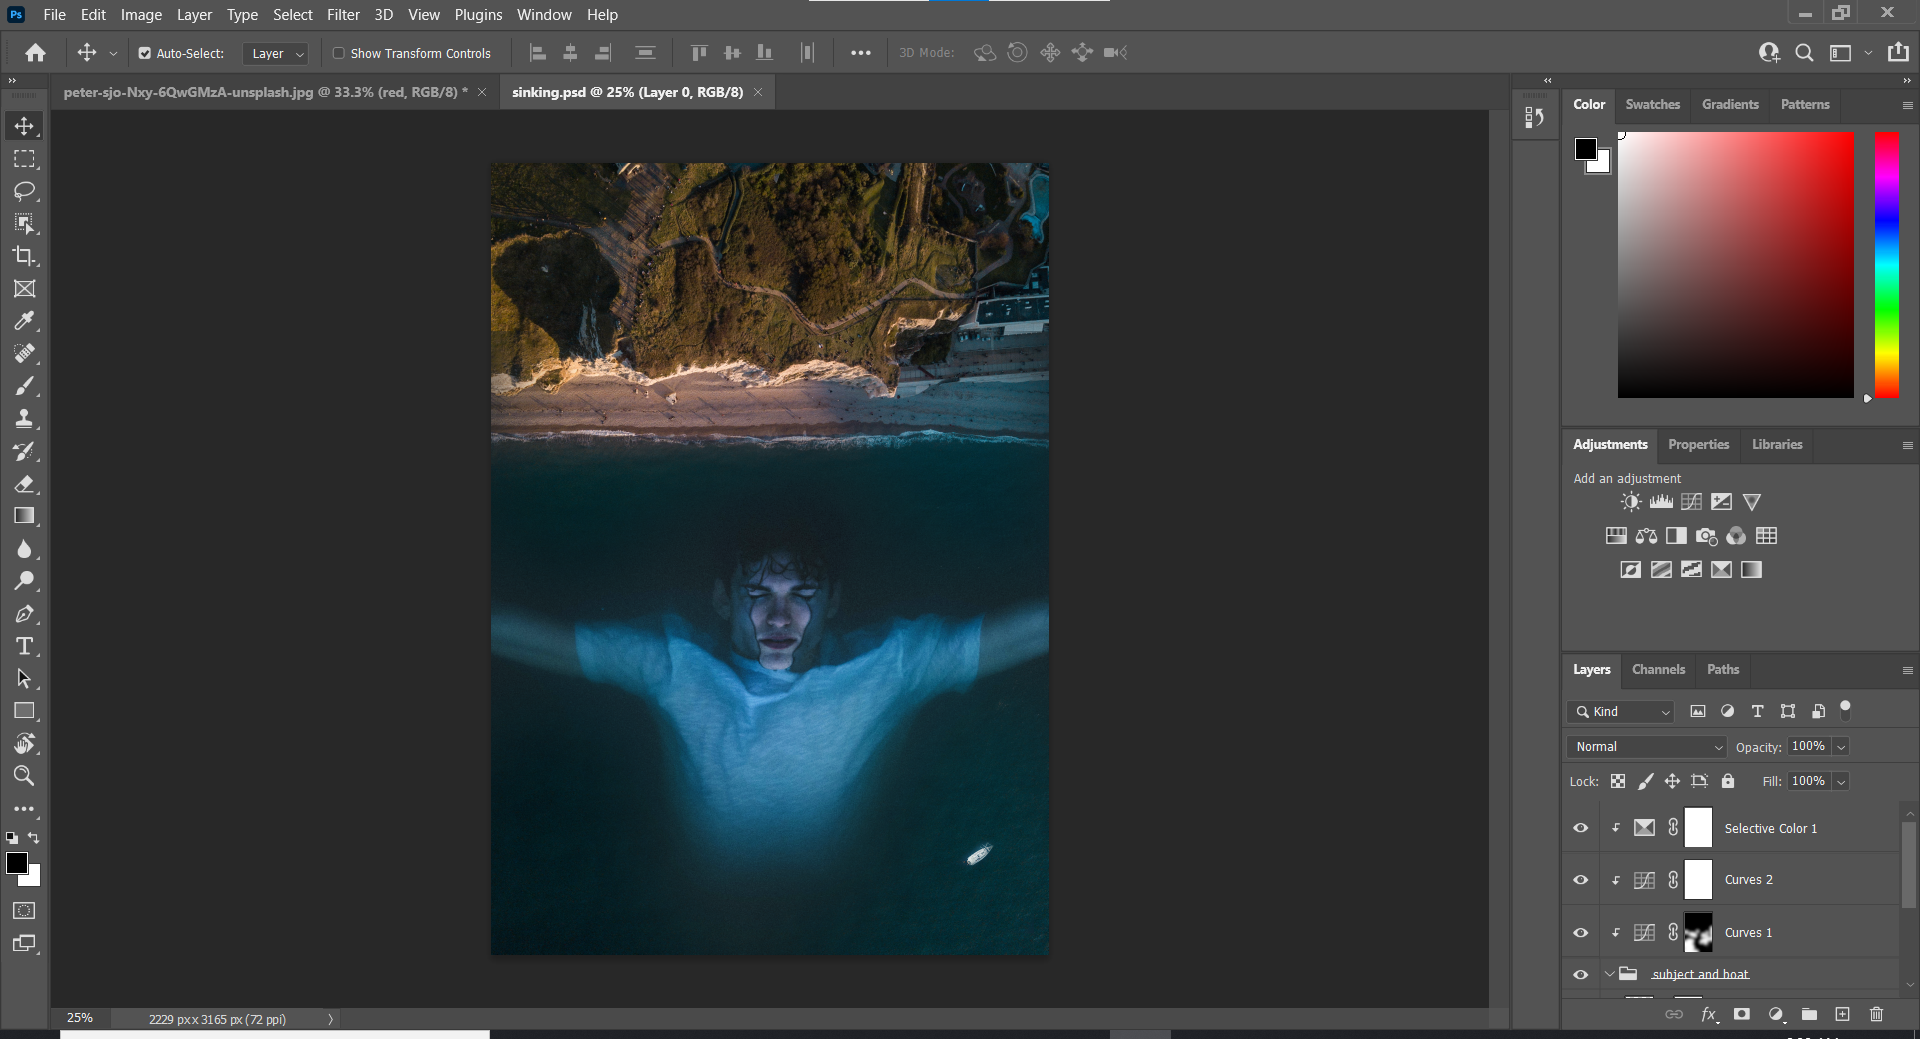 Ps File Edit Image Layer Type Select Filter 3D View Plugins Window Help
Auto-Select: Layer Show Transform Controls 3D Mode:
peter-sjo-Nxy-6QwGMzA-unsplash.jpg @ 33.3% (red, RGB/8) * sinking.psd @ 25% (Layer 0, RGB/8)
Color Swatches Gradients Patterns
Adjustments Properties Libraries
Add an adjustment
Layers Channels Paths
Kind
Normal Opacity: 100%
Lock: Fill: 100%
Selective Color 1
Curves 2
Curves 1
subject and boat
fx
25% 2229 px x 3165 px (72 ppi)